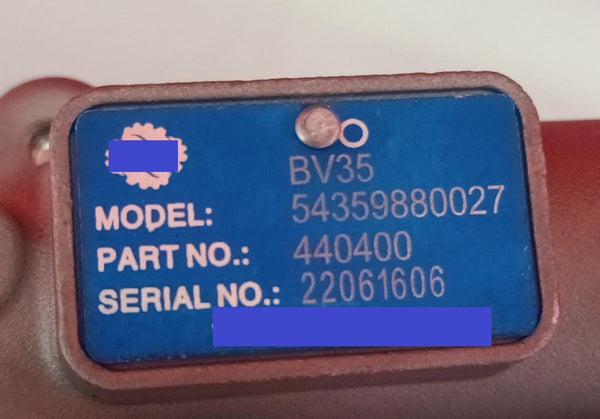 BV35
MODEL: 54359880027
PART NO.: 440400
SERIAL NO.: 22061606